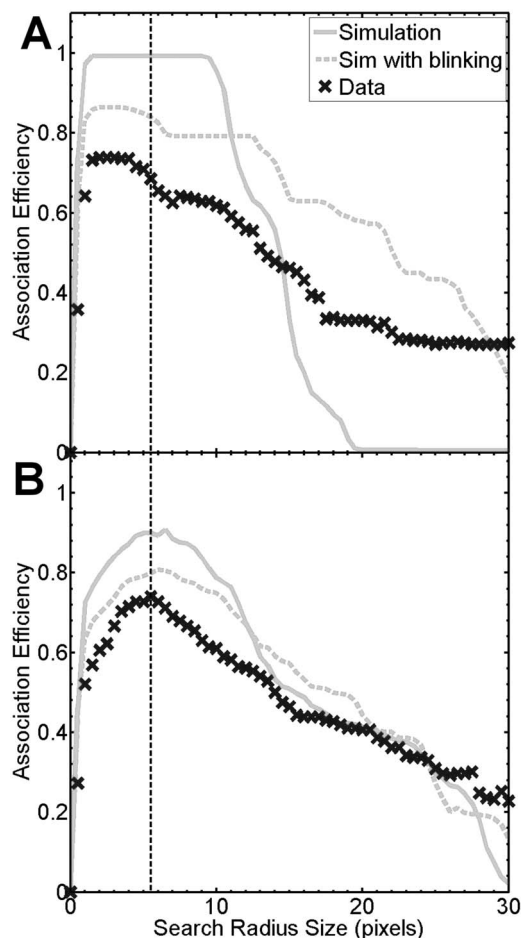 A
Simulation
Sim with blinking
Data
Association Efficiency
1
0.8
0.6
0.4
0.2
0
B
Association Efficiency
1
0.8
0.6
0.4
0.2
0
0 10 20 30
Search Radius Size (pixels)